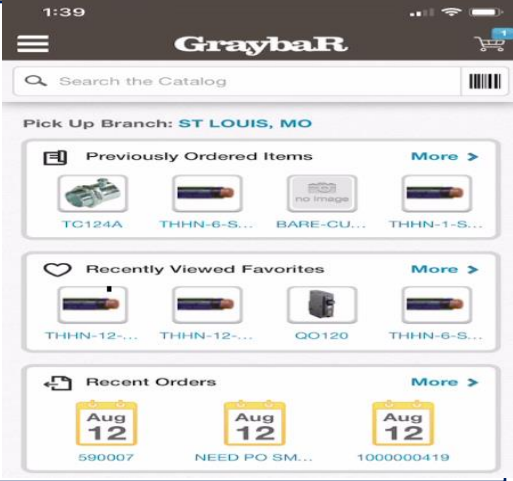 1:39
GraybaR
1
Search the Catalog
Pick Up Branch: ST LOUIS, MO
Previously Ordered Items More >
TC124A THHN-6-S... BARE-CU... THHN-1-S...
no image
Recently Viewed Favorites More >
THHN-12-... THHN-12-... QO120 THHN-6-S...
Recent Orders More >
Aug Aug Aug
12 12 12
590007 NEED PO SM... 1000000419